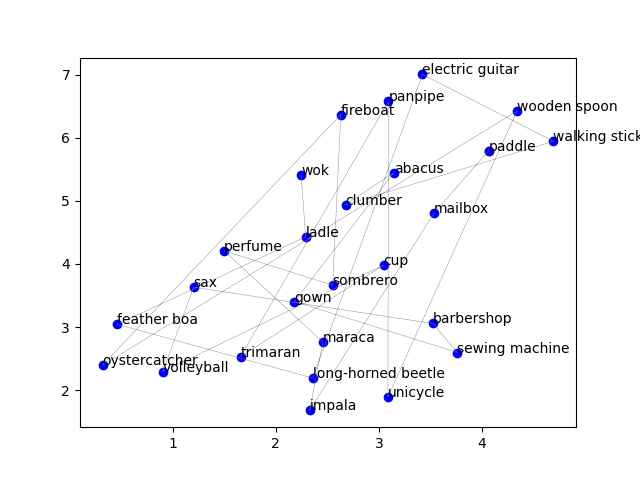 electric guitar
7
panpipe
fireboat
wooden spoon
walking stick
6
paddle
wok
abacus
5
clumber
mailbox
ladle
perfume
4
cup
sax
sombrero
gown
feather boa
barbershop
3
maraca
trimaran
sewing machine
oystercatcher
volleyball
long-horned beetle
2
unicycle
impala
1 2 3 4